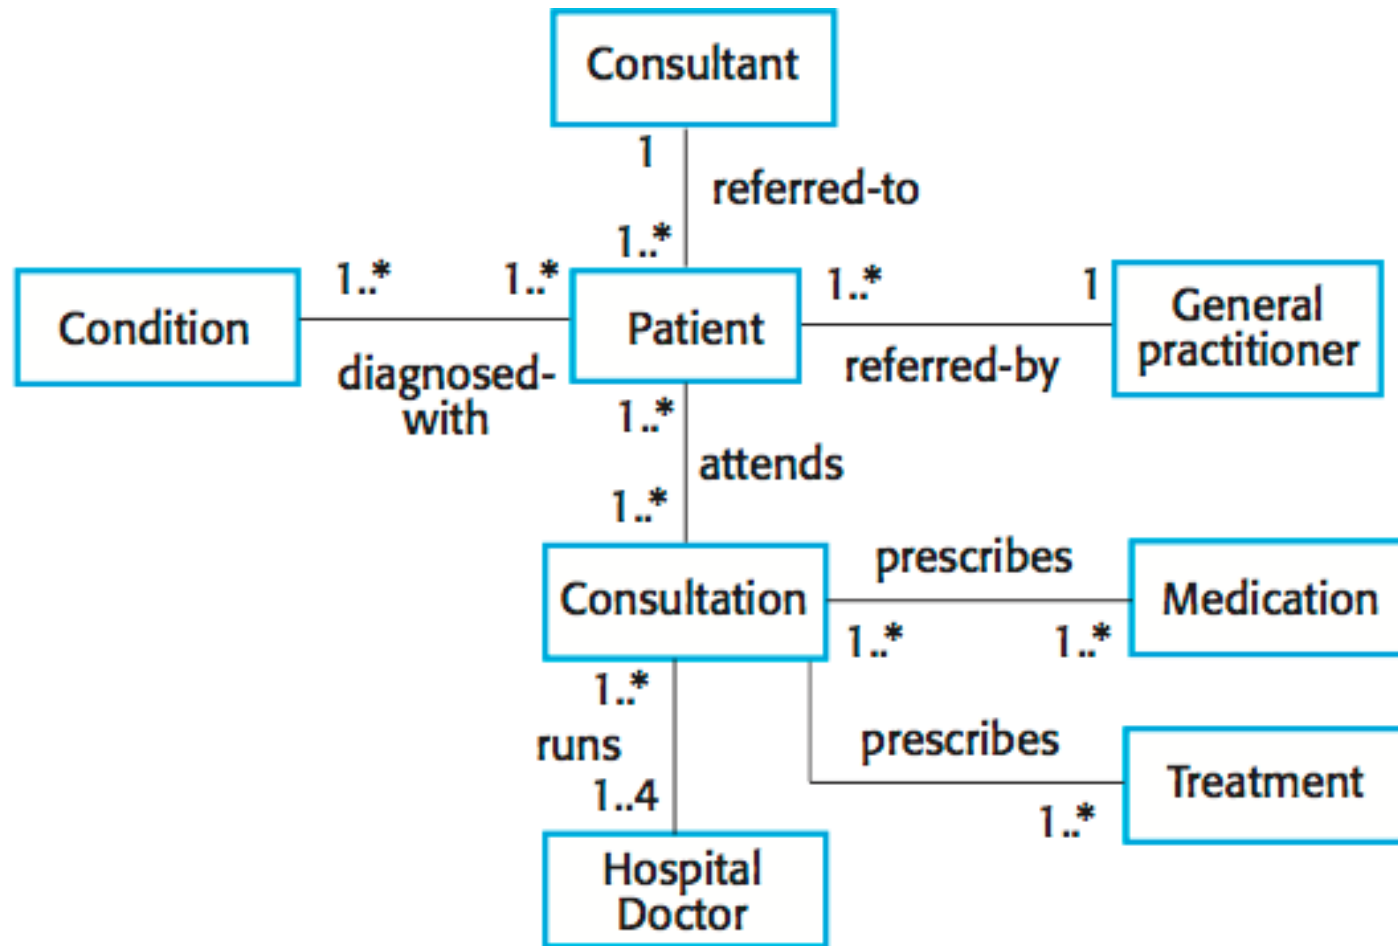 Consultant
1
referred-to
1..*
1..*
1..*
1..*
1
Condition
Patient
General
practitioner
diagnosed-
with
referred-by
1..*
attends
1..*
prescribes
Consultation
Medication
1..*
1..*
1..*
runs
prescribes
1..4
Treatment
1..*
Hospital
Doctor